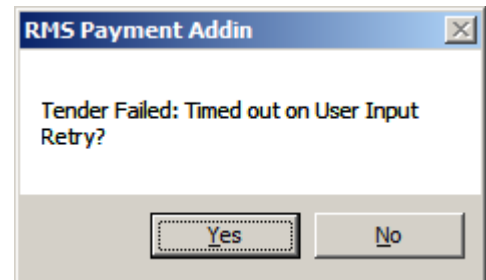 RMS Payment Addin
Tender Failed: Timed out on User Input
Retry?
Yes
No